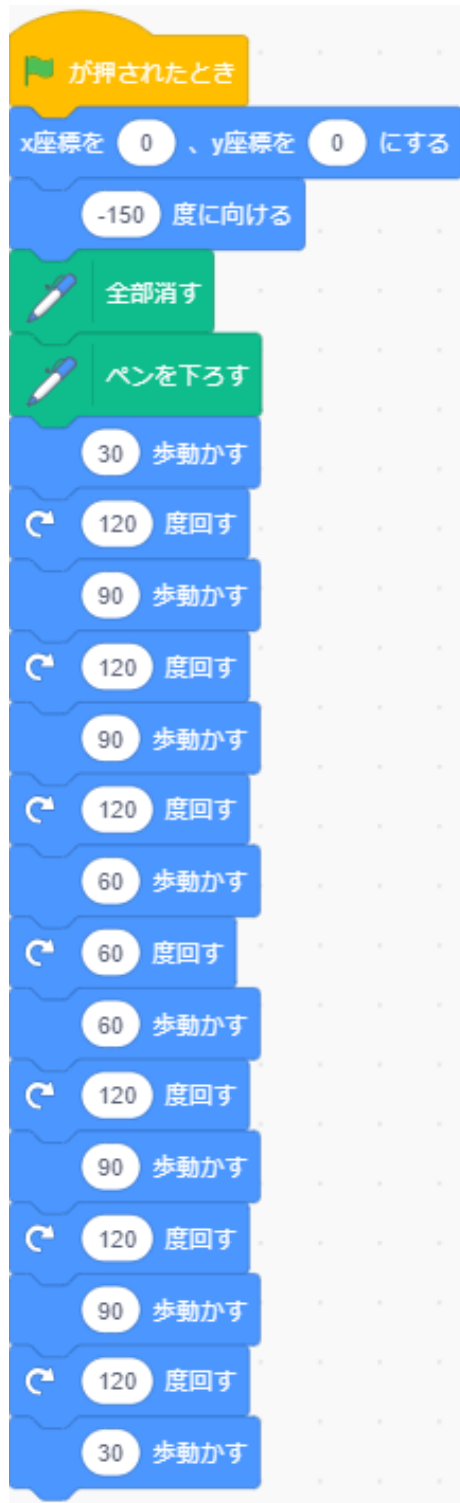 が押されたとき
x座標を 0 、y座標を 0 にする
-150 度に向ける
全部消す
ペンを下ろす
30 歩動かす
120 度回す
90 歩動かす
120 度回す
90 歩動かす
120 度回す
60 歩動かす
60 度回す
60 歩動かす
120 度回す
90 歩動かす
120 度回す
90 歩動かす
120 度回す
30 歩動かす